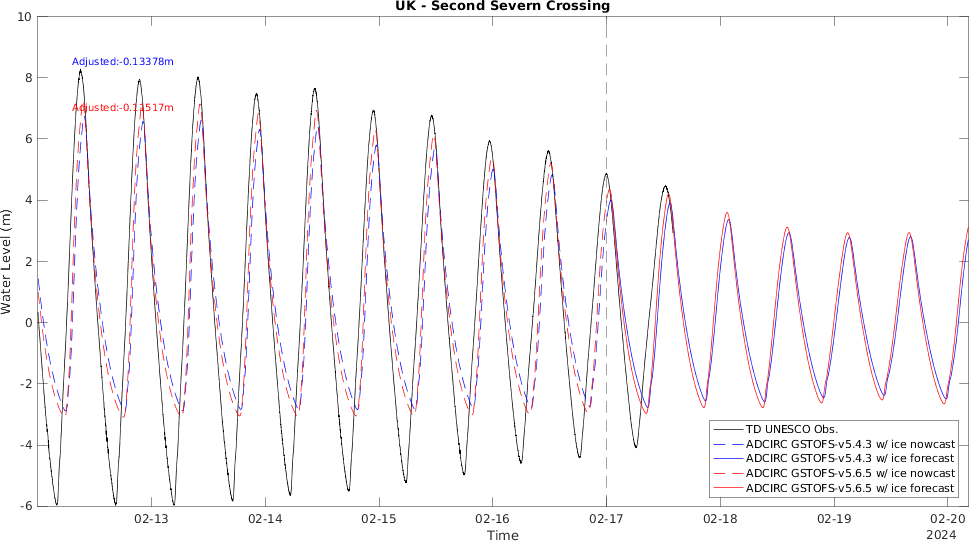 UK - Second Severn Crossing
Adjusted:-0.13378m
Adjusted:-0.11517m
10
8
6
4
2
0
-2
-4
-6
Water Level (m)
02-13
02-14
02-15
02-16
02-17
02-18
02-19
02-20
2024
Time
TD UNESCO Obs.
ADCIRC GSTOFS-v5.4.3 w/ ice nowcast
ADCIRC GSTOFS-v5.4.3 w/ ice forecast
ADCIRC GSTOFS-v5.6.5 w/ ice nowcast
ADCIRC GSTOFS-v5.6.5 w/ ice forecast